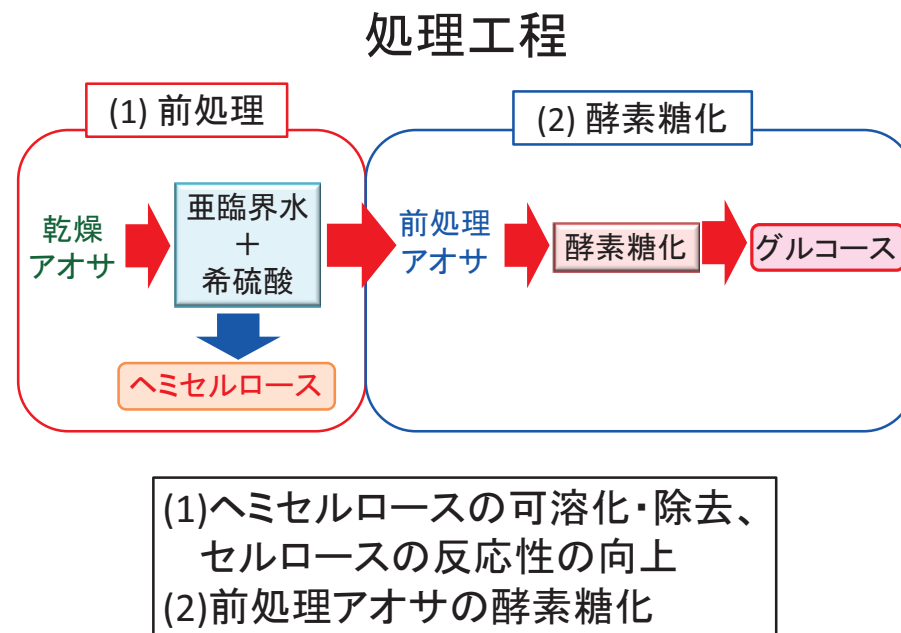 処理工程
(1) 前処理
(2) 酵素糖化
乾燥
アオサ
亜臨界水
＋
希硫酸
前処理
アオサ
酵素糖化
グルコース
ヘミセルロース
(1)ヘミセルロースの可溶化・除去、
セルロースの反応性の向上
(2)前処理アオサの酵素糖化